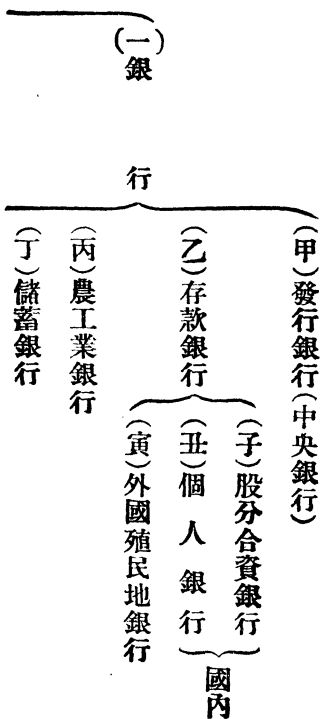 (一)銀行
(甲)發行銀行(中央銀行)
(乙)存款銀行
(子)股分合資銀行
(丑)個人銀行
國內
(寅)外國殖民地銀行
(丙)農工業銀行
(丁)儲蓄銀行